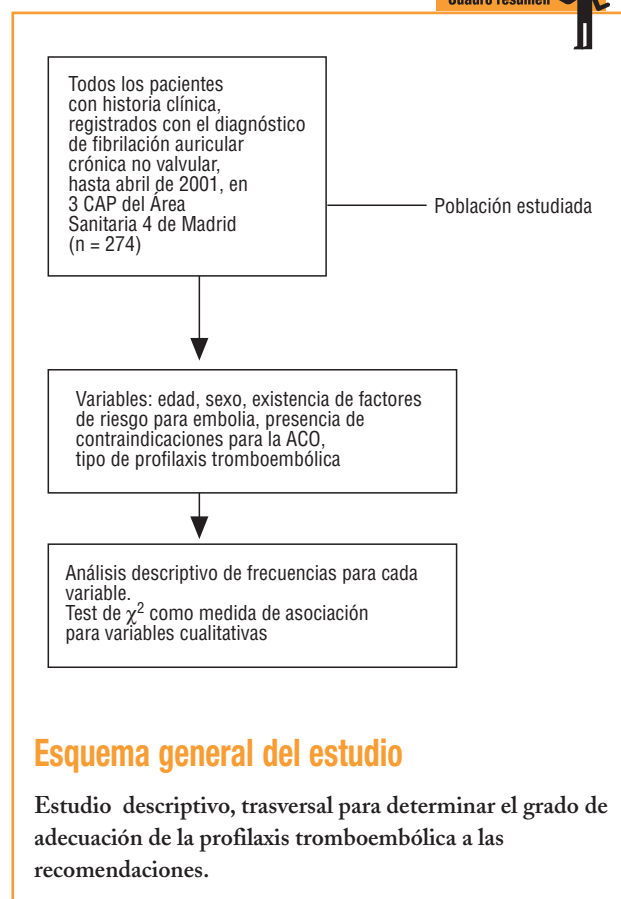 Cuadro resumen
Todos los pacientes
con historia clínica,
registrados con el diagnóstico
de fibrilación auricular
crónica no valvular,
hasta abril de 2001, en
3 CAP del Área
Sanitaria 4 de Madrid
(n = 274)
Población estudiada
Variables: edad, sexo, existencia de factores
de riesgo para embolia, presencia de
contraindicaciones para la ACO,
tipo de profilaxis tromboembólica
Análisis descriptivo de frecuencias para cada
variable.
Test de χ² como medida de asociación
para variables cualitativas
Esquema general del estudio
Estudio descriptivo, trasversal para determinar el grado de
adecuación de la profilaxis tromboembólica a las
recomendaciones.